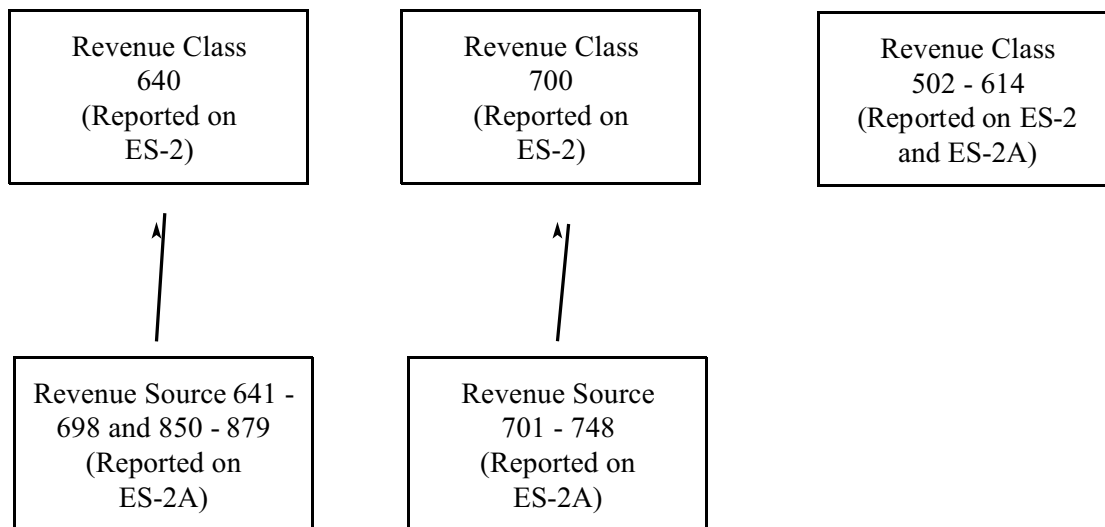 Revenue Class
640
(Reported on
ES-2)
Revenue Class
700
(Reported on
ES-2)
Revenue Class
502 - 614
(Reported on ES-2
and ES-2A)
Revenue Source 641 -
698 and 850 - 879
(Reported on
ES-2A)
Revenue Source
701 - 748
(Reported on
ES-2A)